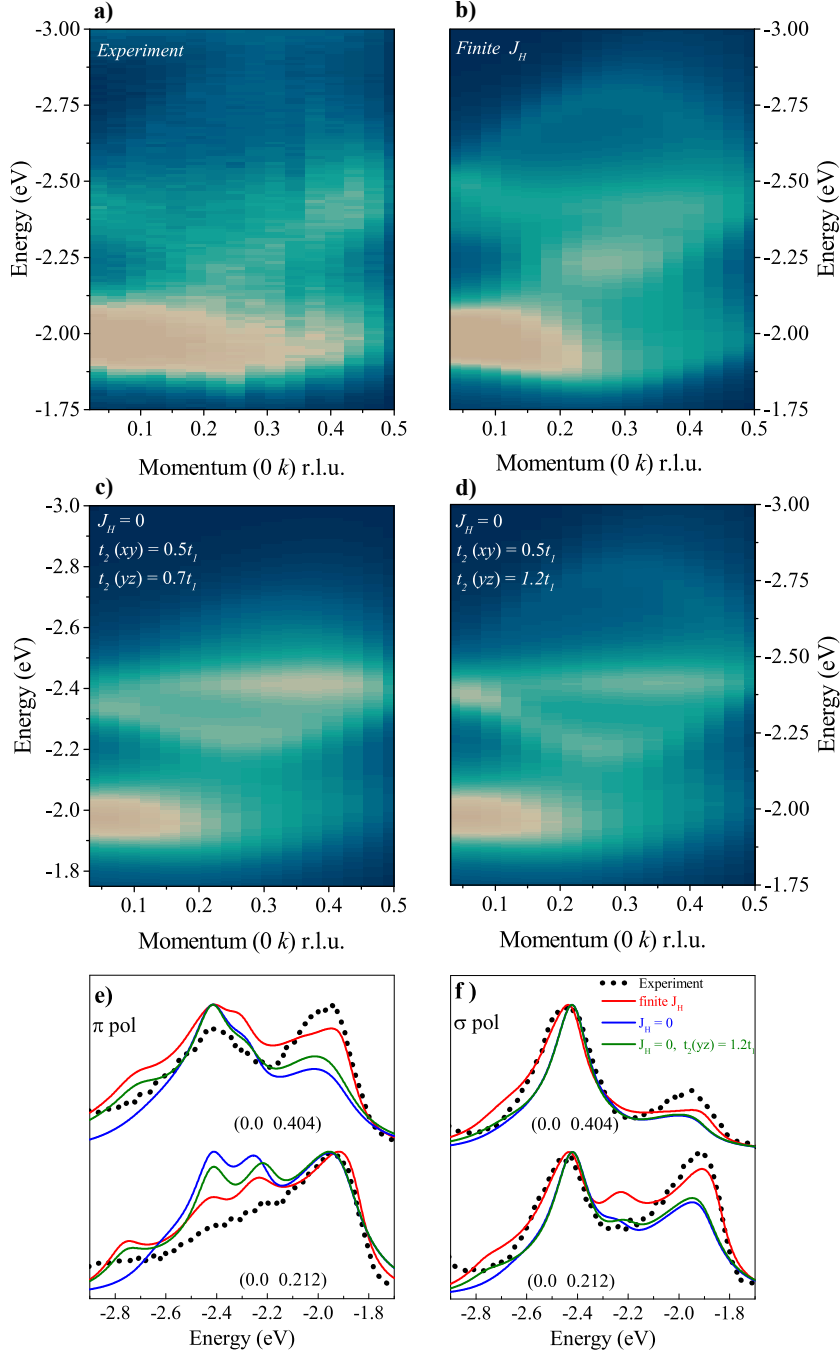 a)
b)
Experiment
Finite J_H
-3.00
-2.75
-2.50
-2.25
-2.00
-1.75
Energy (eV)
0.1 0.2 0.3 0.4 0.5
Momentum (0 k) r.l.u.
-3.00
-2.75
-2.50
-2.25
-2.00
-1.75
Energy (eV)
0.1 0.2 0.3 0.4 0.5
Momentum (0 k) r.l.u.
c)
J_H = 0
t_2 (xy) = 0.5t_1
t_2 (yz) = 0.7t_1
-3.0
-2.8
-2.6
-2.4
-2.2
-2.0
-1.8
Energy (eV)
0.1 0.2 0.3 0.4 0.5
Momentum (0 k) r.l.u.
d)
J_H = 0
t_2 (xy) = 0.5t_1
t_2 (yz) = 1.2t_1
-3.00
-2.75
-2.50
-2.25
-2.00
-1.75
Energy (eV)
0.1 0.2 0.3 0.4 0.5
Momentum (0 k) r.l.u.
e)
π pol
(0.0 0.404)
(0.0 0.212)
-2.8 -2.6 -2.4 -2.2 -2.0 -1.8
Energy (eV)
f)
σ pol
Experiment
finite J_H
J_H = 0
J_H = 0, t_2(yz) = 1.2t_1
(0.0 0.404)
(0.0 0.212)
-2.8 -2.6 -2.4 -2.2 -2.0 -1.8
Energy (eV)